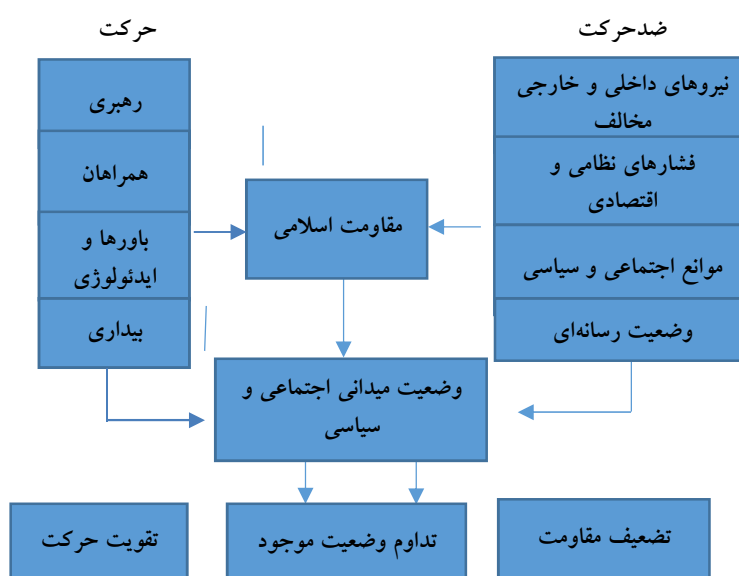 ضدحرکت
حرکت
نیروهای داخلی و خارجی
مخالف
فشارهای نظامی و
اقتصادی
موانع اجتماعی و سیاسی
وضعیت رسانه‌ای
رهبری
همراهان
باورها و
ایدئولوژی
بیداری
مقاومت اسلامی
وضعیت میدانی اجتماعی و
سیاسی
تضعیف مقاومت
تداوم وضعیت موجود
تقویت حرکت